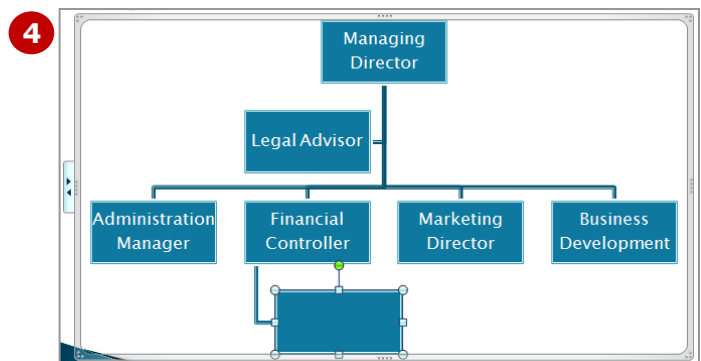 4
Managing
Director
Legal Advisor
Administration
Manager
Financial
Controller
Marketing
Director
Business
Development